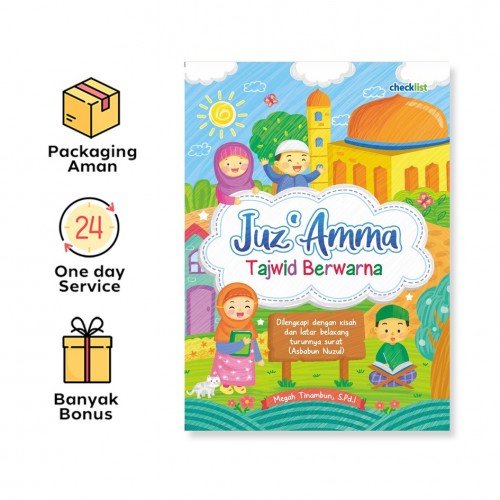 Packaging
Aman
24
One day
Service
Banyak
Bonus
checklist
Juz 'Amma
Tajwid Berwarna
Dilengkapi dengan kisah
dan latar belakang
turunnya surat
(Asbabun Nuzul)
Megah Tinambun, S.Pd.I